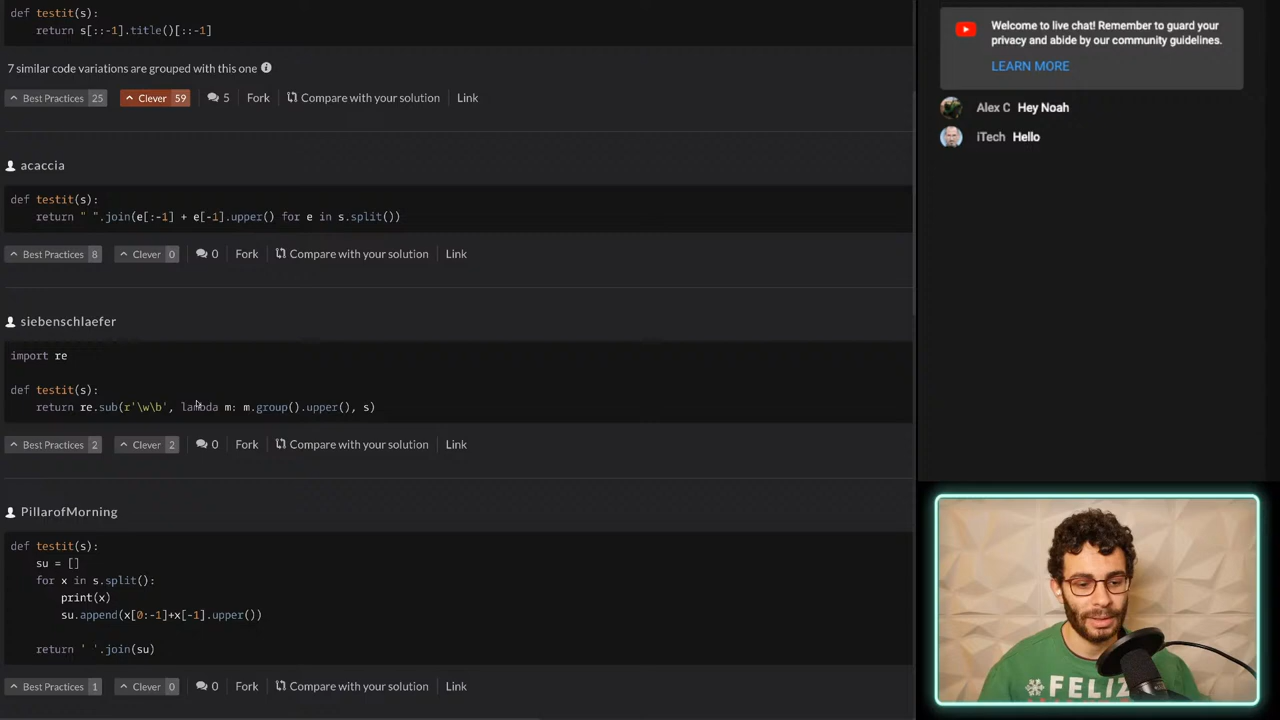 def testit(s):
return s[::-1].title()[::-1]
7 similar code variations are grouped with this one
Best Practices 25 Clever 59 5 Fork Compare with your solution Link
acaccia
def testit(s):
return " ".join(e[:-1] + e[-1].upper() for e in s.split())
Best Practices 8 Clever 0 0 Fork Compare with your solution Link
siebenschlaefer
import re
def testit(s):
return re.sub(r'\w\b', lambda m: m.group().upper(), s)
Best Practices 2 Clever 2 0 Fork Compare with your solution Link
PillarofMorning
def testit(s):
su = []
for x in s.split():
print(x)
su.append(x[0:-1]+x[-1].upper())
return ' '.join(su)
Best Practices 1 Clever 0 0 Fork Compare with your solution Link
Welcome to live chat! Remember to guard your
privacy and abide by our community guidelines.
LEARN MORE
Alex C Hey Noah
iTech Hello
FELIZ